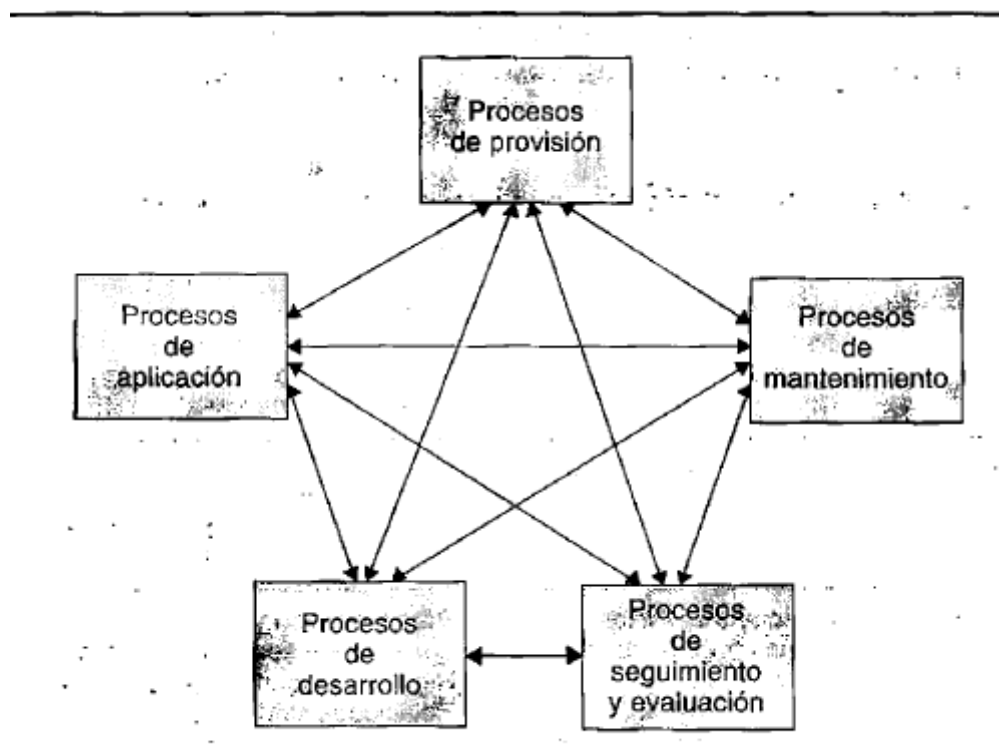 Procesos
de provisión
Procesos
de
aplicación
Procesos
de
mantenimiento
Procesos
de
desarrollo
Procesos
de
seguimiento
y evaluación